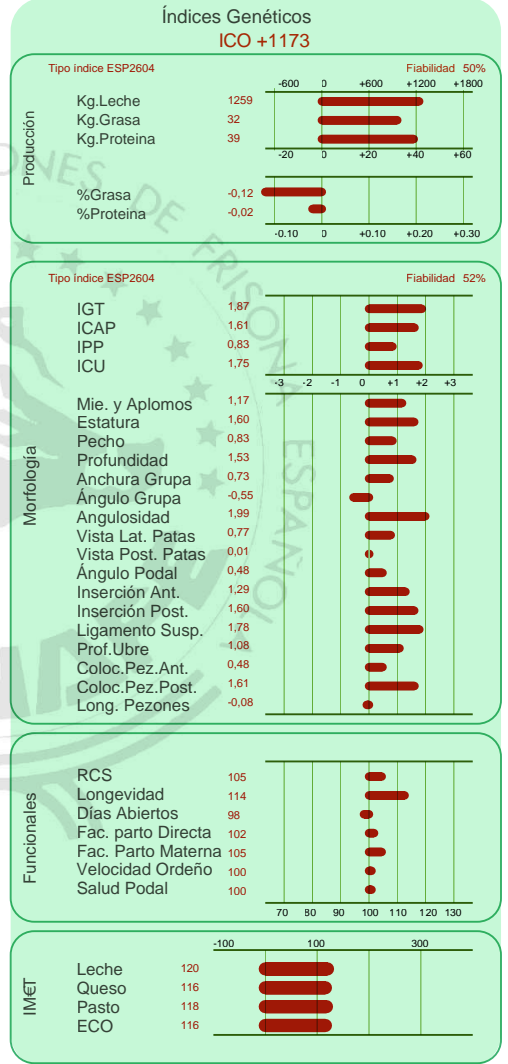 Índices Genéticos
ICO +1173
Tipo índice ESP2604 Fiabilidad 50%
-600 0 +600 +1200 +1800
Producción
Kg.Leche 1259
Kg.Grasa 32
Kg.Proteina 39
-20 0 +20 +40 +60
%Grasa -0,12
%Proteina -0,02
-0.10 0 +0.10 +0.20 +0.30
Tipo índice ESP2604 Fiabilidad 52%
Morfología
IGT 1,87
ICAP 1,61
IPP 0,83
ICU 1,75
-3 -2 -1 0 +1 +2 +3
Mie. y Aplomos 1,17
Estatura 1,60
Pecho 0,83
Profundidad 1,53
Anchura Grupa 0,73
Ángulo Grupa -0,55
Angulosidad 1,99
Vista Lat. Patas 0,77
Vista Post. Patas 0,01
Ángulo Podal 0,48
Inserción Ant. 1,29
Inserción Post. 1,60
Ligamento Susp. 1,78
Prof.Ubre 1,08
Coloc.Pez.Ant. 0,48
Coloc.Pez.Post. 1,61
Long. Pezones -0,08
Funcionales
RCS 105
Longevidad 114
Días Abiertos 98
Fac. parto Directa 102
Fac. Parto Materna 105
Velocidad Ordeño 100
Salud Podal 100
70 80 90 100 110 120 130
-100 100 300
IM€T
Leche 120
Queso 116
Pasto 118
ECO 116
IONES DE FRISONA ESPAÑOLA